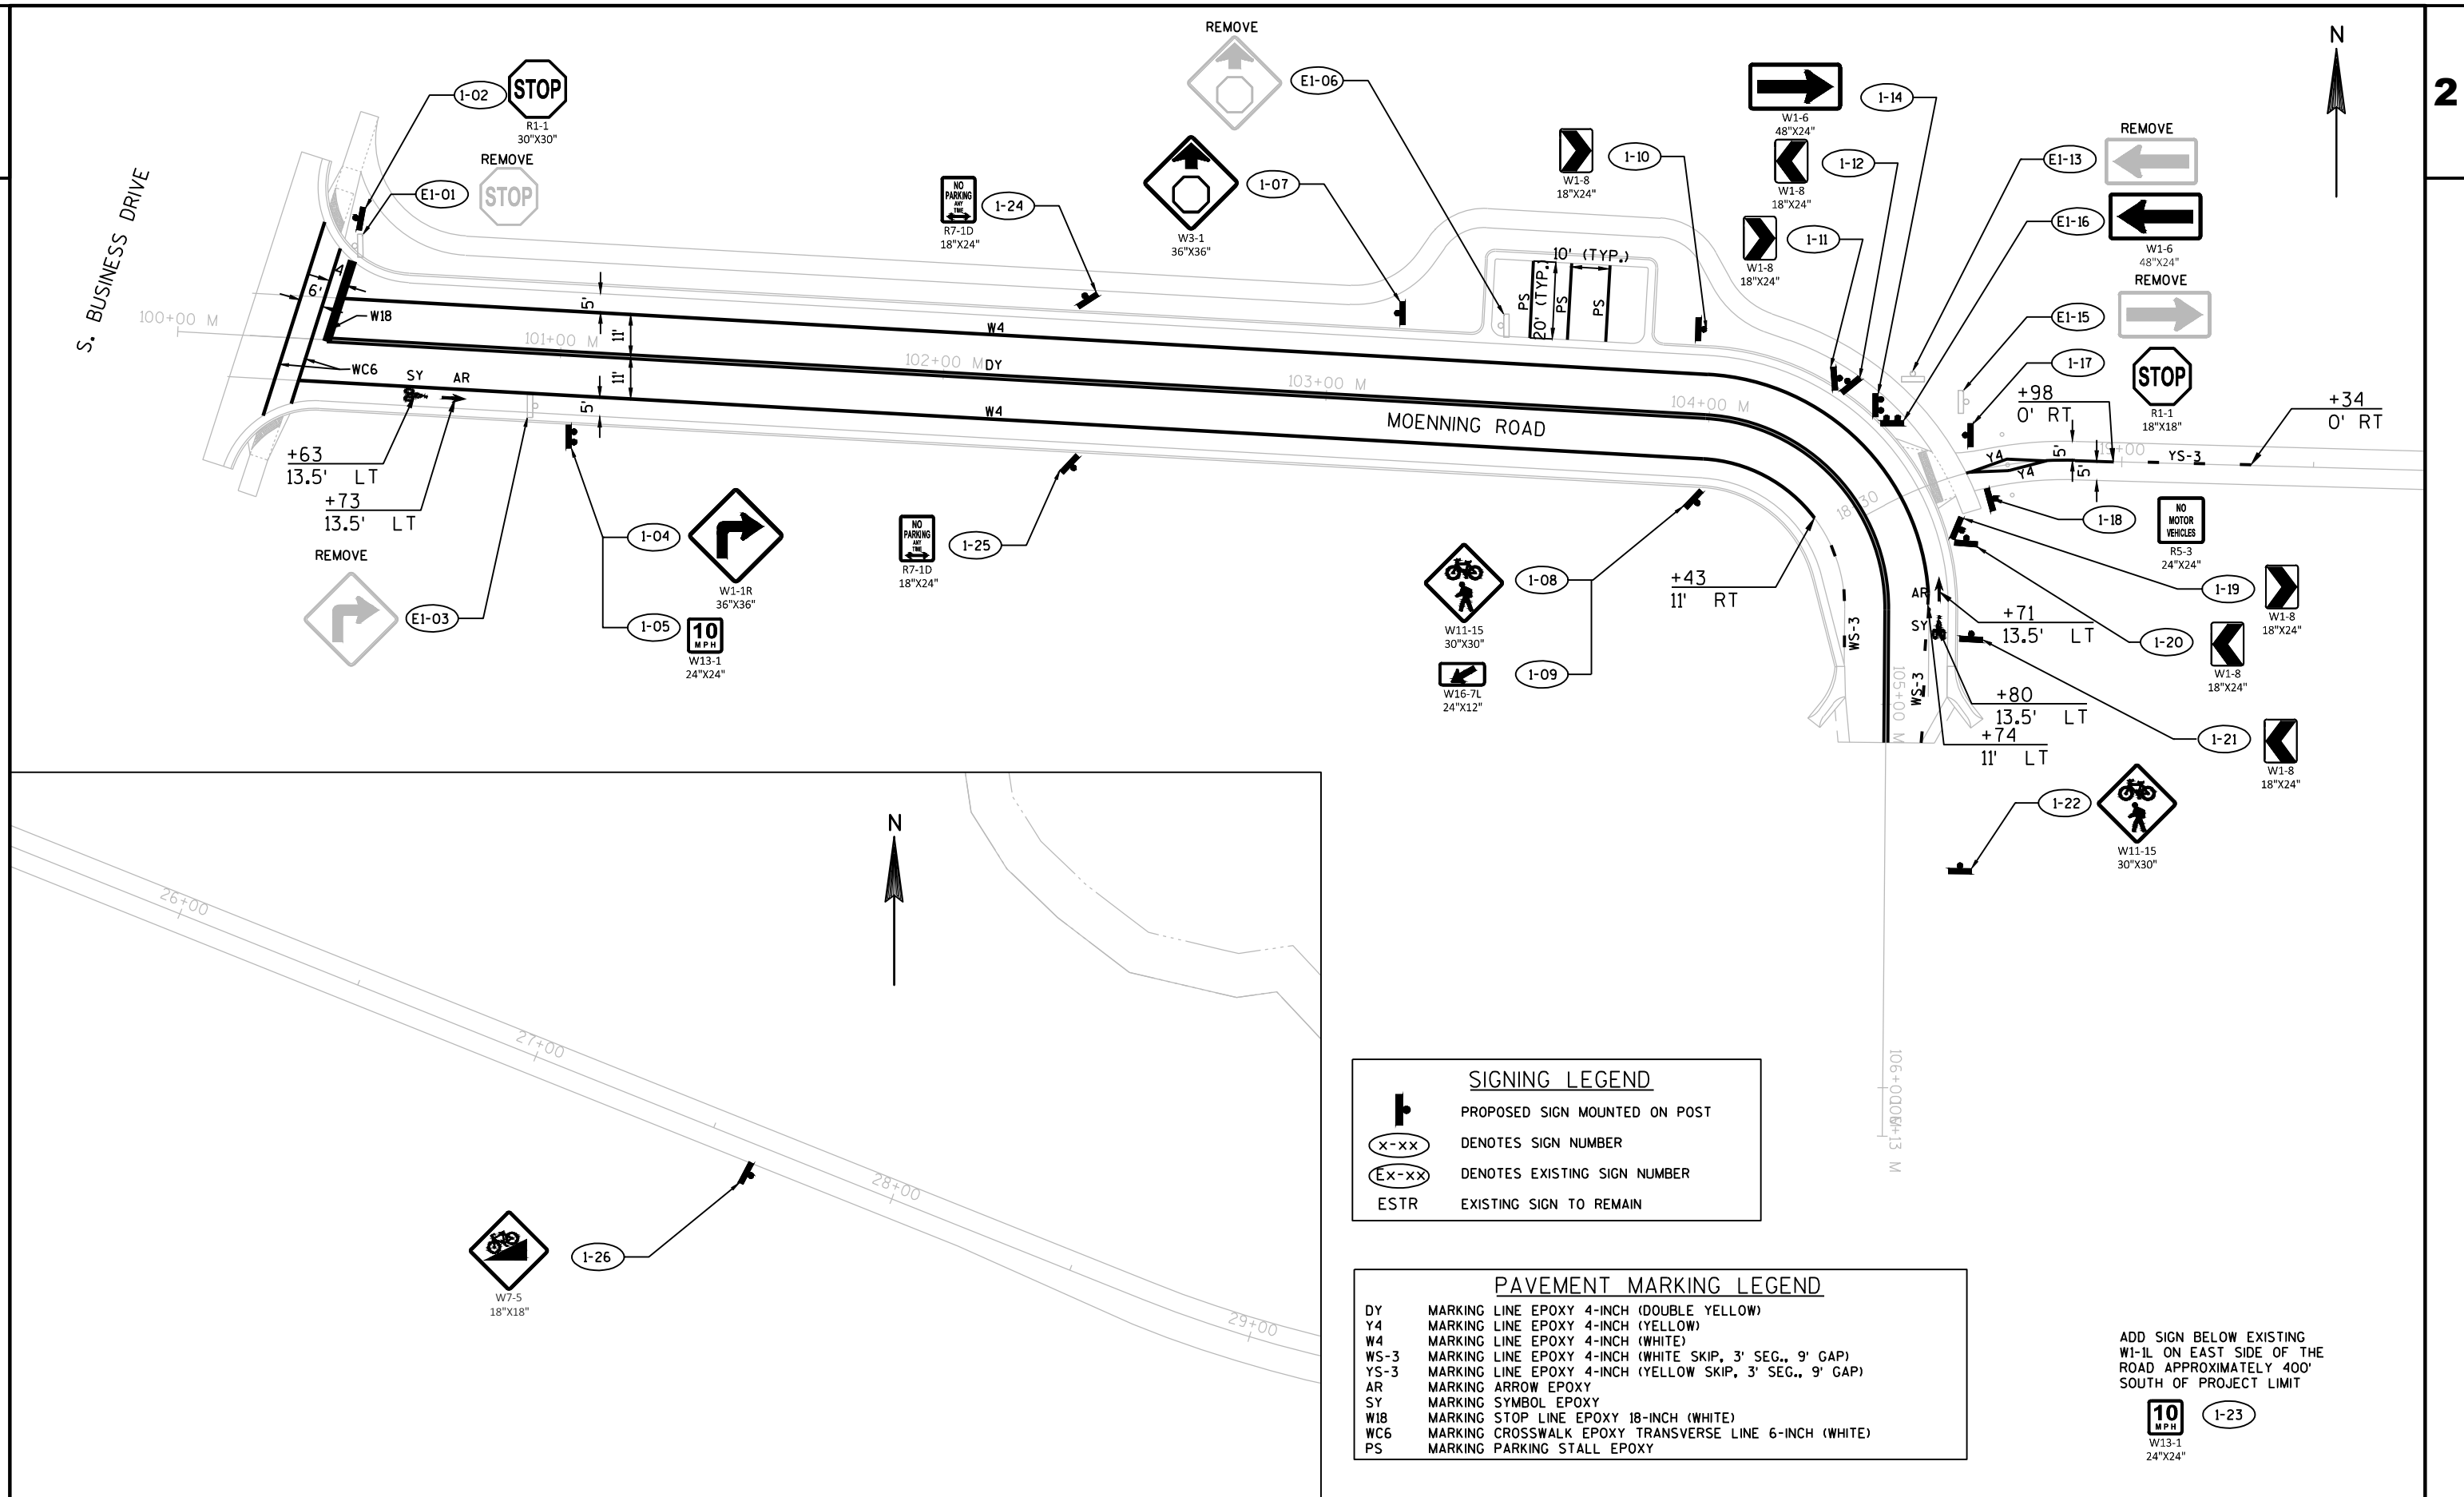 2
N
REMOVE
E1-06
1-02
STOP
R1-1
30"X30"
REMOVE
STOP
E1-01
S. BUSINESS DRIVE
NO
PARKING
ANY
TIME
R7-1D
18"X24"
1-24
W3-1
36"X36"
1-07
W1-8
18"X24"
1-10
W1-6
48"X24"
1-14
W1-8
18"X24"
1-12
W1-8
18"X24"
1-11
REMOVE
E1-13
E1-16
W1-6
48"X24"
REMOVE
E1-15
1-17
STOP
R1-1
18"X18"
+98
0' RT
+34
0' RT
10' (TYP.)
20' (TYP.)
PS
PS
PS
4'
6'
W18
WC6
100+00 M
101+00 M
102+00 M
103+00 M
104+00 M
105+00 M
106+00 M
106+13 M
5'
11'
11'
5'
W4
DY
W4
MOENNING ROAD
SY
AR
+63
13.5' LT
+73
13.5' LT
REMOVE
E1-03
1-04
W1-1R
36"X36"
1-05
10
MPH
W13-1
24"X24"
NO
PARKING
ANY
TIME
R7-1D
18"X24"
1-25
W11-15
30"X30"
1-08
W16-7L
24"X12"
1-09
+43
11' RT
18+30
19+00
Y4
Y4
5'
5'
YS-3
1-18
NO
MOTOR
VEHICLES
R5-3
24"X24"
1-19
W1-8
18"X24"
1-20
W1-8
18"X24"
1-21
W1-8
18"X24"
AR
SY
WS-3
WS-3
+71
13.5' LT
+80
13.5' LT
+74
11' LT
1-22
W11-15
30"X30"
N
26+00
27+00
28+00
29+00
1-26
W7-5
18"X18"
SIGNING LEGEND
PROPOSED SIGN MOUNTED ON POST
X-XX DENOTES SIGN NUMBER
EX-XX DENOTES EXISTING SIGN NUMBER
ESTR EXISTING SIGN TO REMAIN
PAVEMENT MARKING LEGEND
DY MARKING LINE EPOXY 4-INCH (DOUBLE YELLOW)
Y4 MARKING LINE EPOXY 4-INCH (YELLOW)
W4 MARKING LINE EPOXY 4-INCH (WHITE)
WS-3 MARKING LINE EPOXY 4-INCH (WHITE SKIP, 3' SEG., 9' GAP)
YS-3 MARKING LINE EPOXY 4-INCH (YELLOW SKIP, 3' SEG., 9' GAP)
AR MARKING ARROW EPOXY
SY MARKING SYMBOL EPOXY
W18 MARKING STOP LINE EPOXY 18-INCH (WHITE)
WC6 MARKING CROSSWALK EPOXY TRANSVERSE LINE 6-INCH (WHITE)
PS MARKING PARKING STALL EPOXY
ADD SIGN BELOW EXISTING
W1-1L ON EAST SIDE OF THE
ROAD APPROXIMATELY 400'
SOUTH OF PROJECT LIMIT
10
MPH
W13-1
24"X24"
1-23